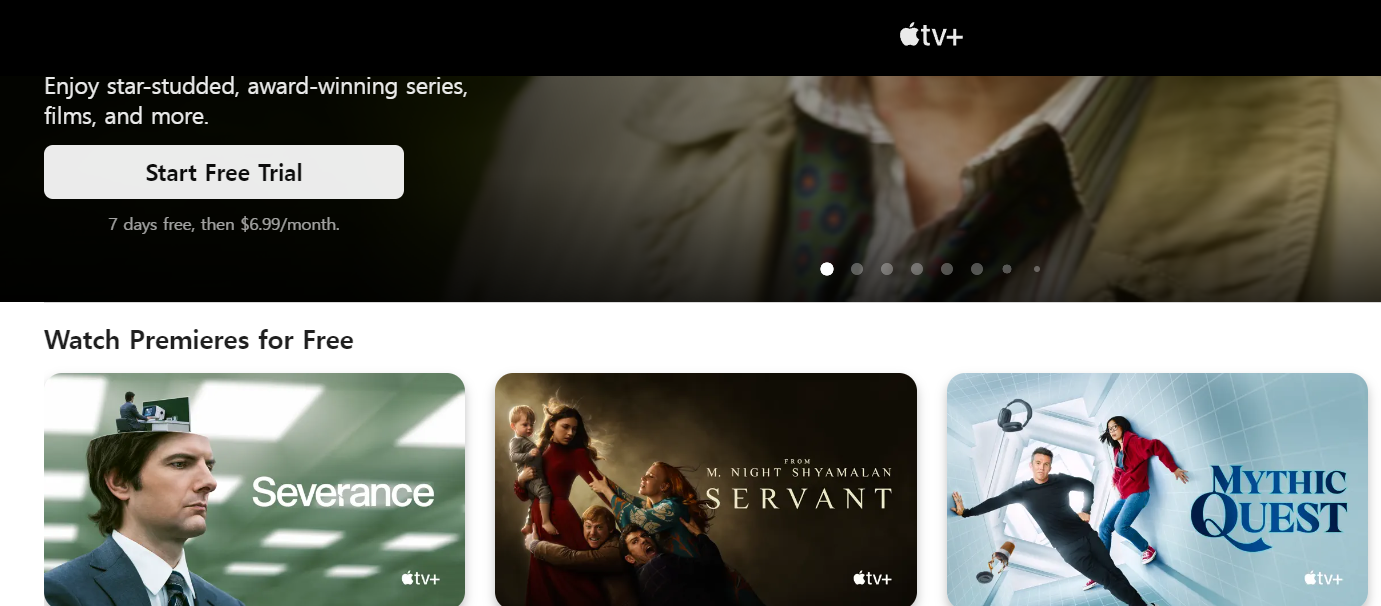 tv+
Enjoy star-studded, award-winning series,
films, and more.
Start Free Trial
7 days free, then $6.99/month.
Watch Premieres for Free
Severance
tv+
FROM
M. NIGHT SHYAMALAN
SERVANT
tv+
MYTHIC
QUEST
tv+